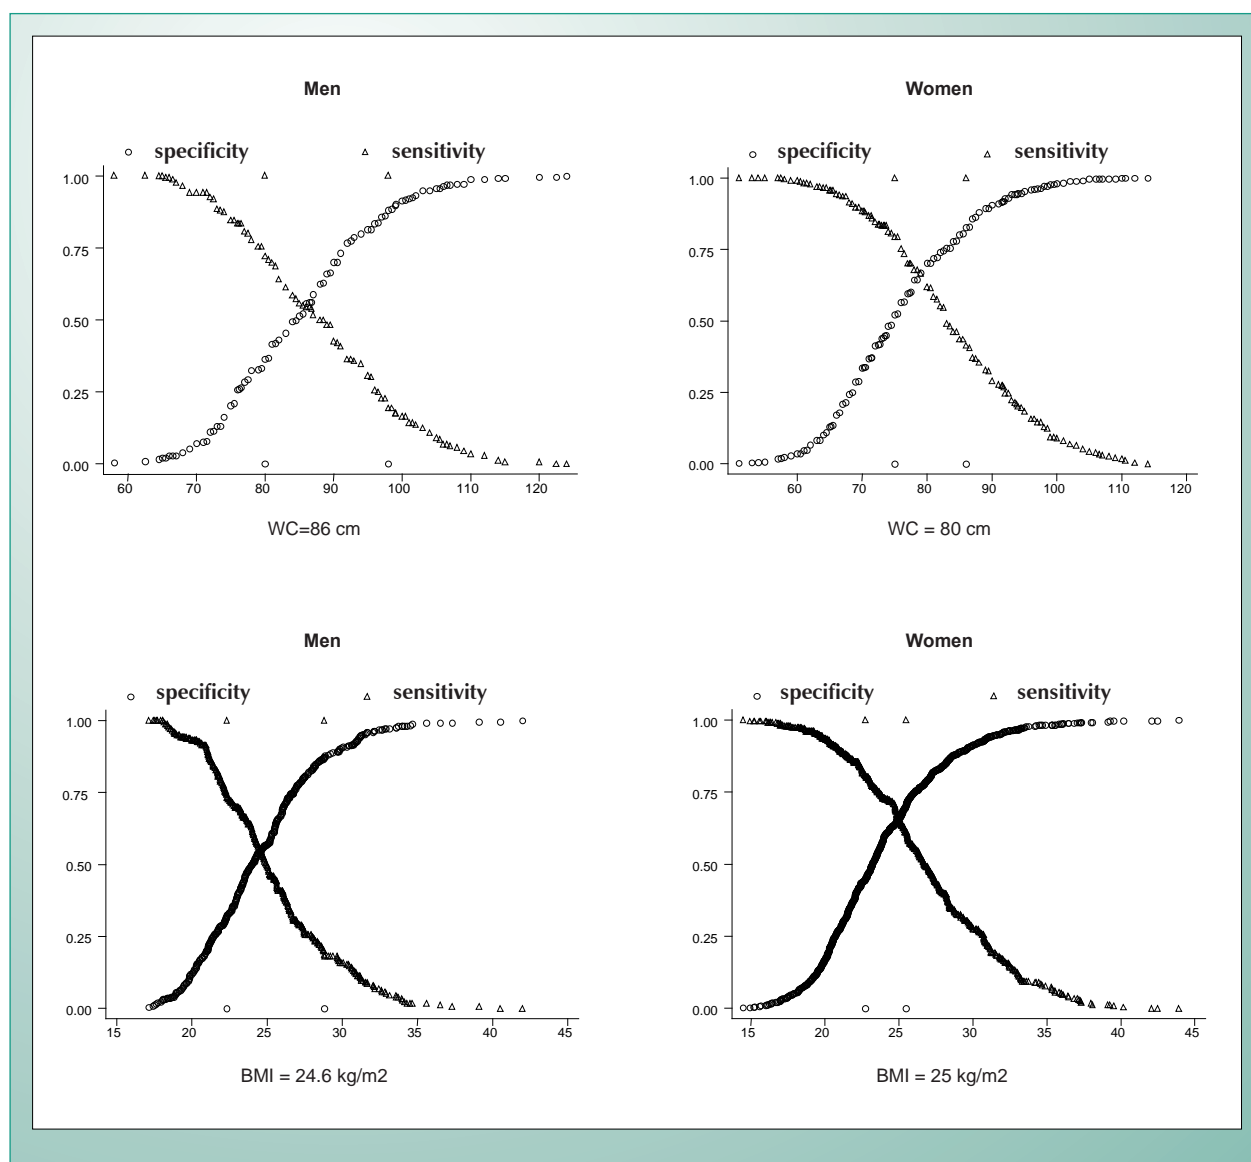 Men
specificity sensitivity
1.00
0.75
0.50
0.25
0.00
60 70 80 90 100 110 120
WC=86 cm
Women
specificity sensitivity
1.00
0.75
0.50
0.25
0.00
60 70 80 90 100 110 120
WC = 80 cm
Men
specificity sensitivity
1.00
0.75
0.50
0.25
0.00
15 20 25 30 35 40 45
BMI = 24.6 kg/m2
Women
specificity sensitivity
1.00
0.75
0.50
0.25
0.00
15 20 25 30 35 40 45
BMI = 25 kg/m2